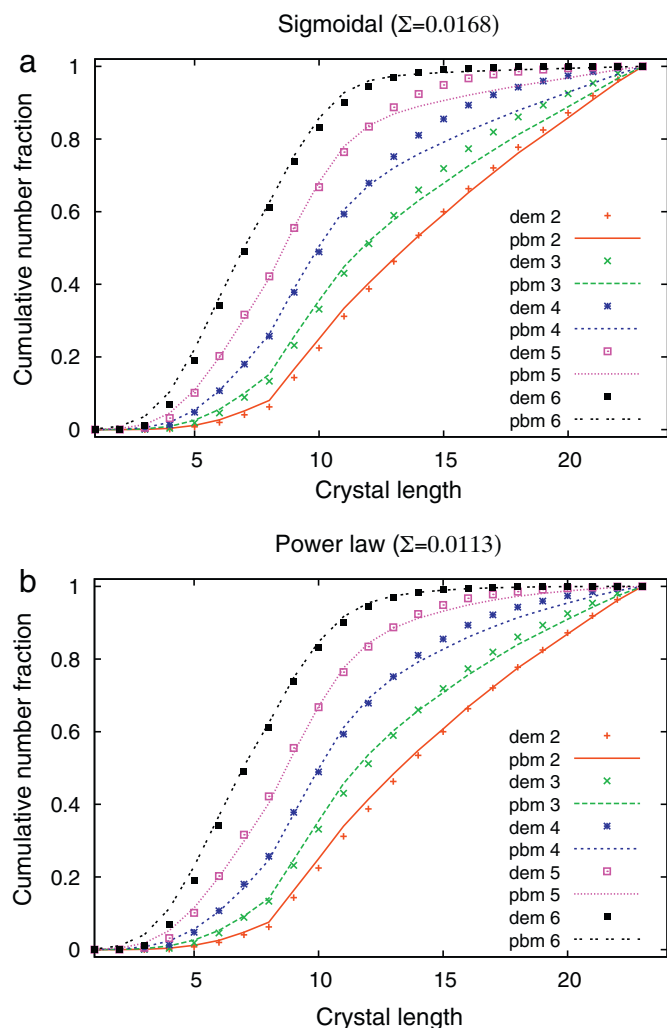 Sigmoidal (Σ=0.0168)
a
1
0.8
0.6
0.4
0.2
0
Cumulative number fraction
dem 2
pbm 2
dem 3
pbm 3
dem 4
pbm 4
dem 5
pbm 5
dem 6
pbm 6
5 10 15 20
Crystal length
Power law (Σ=0.0113)
b
1
0.8
0.6
0.4
0.2
0
Cumulative number fraction
dem 2
pbm 2
dem 3
pbm 3
dem 4
pbm 4
dem 5
pbm 5
dem 6
pbm 6
5 10 15 20
Crystal length